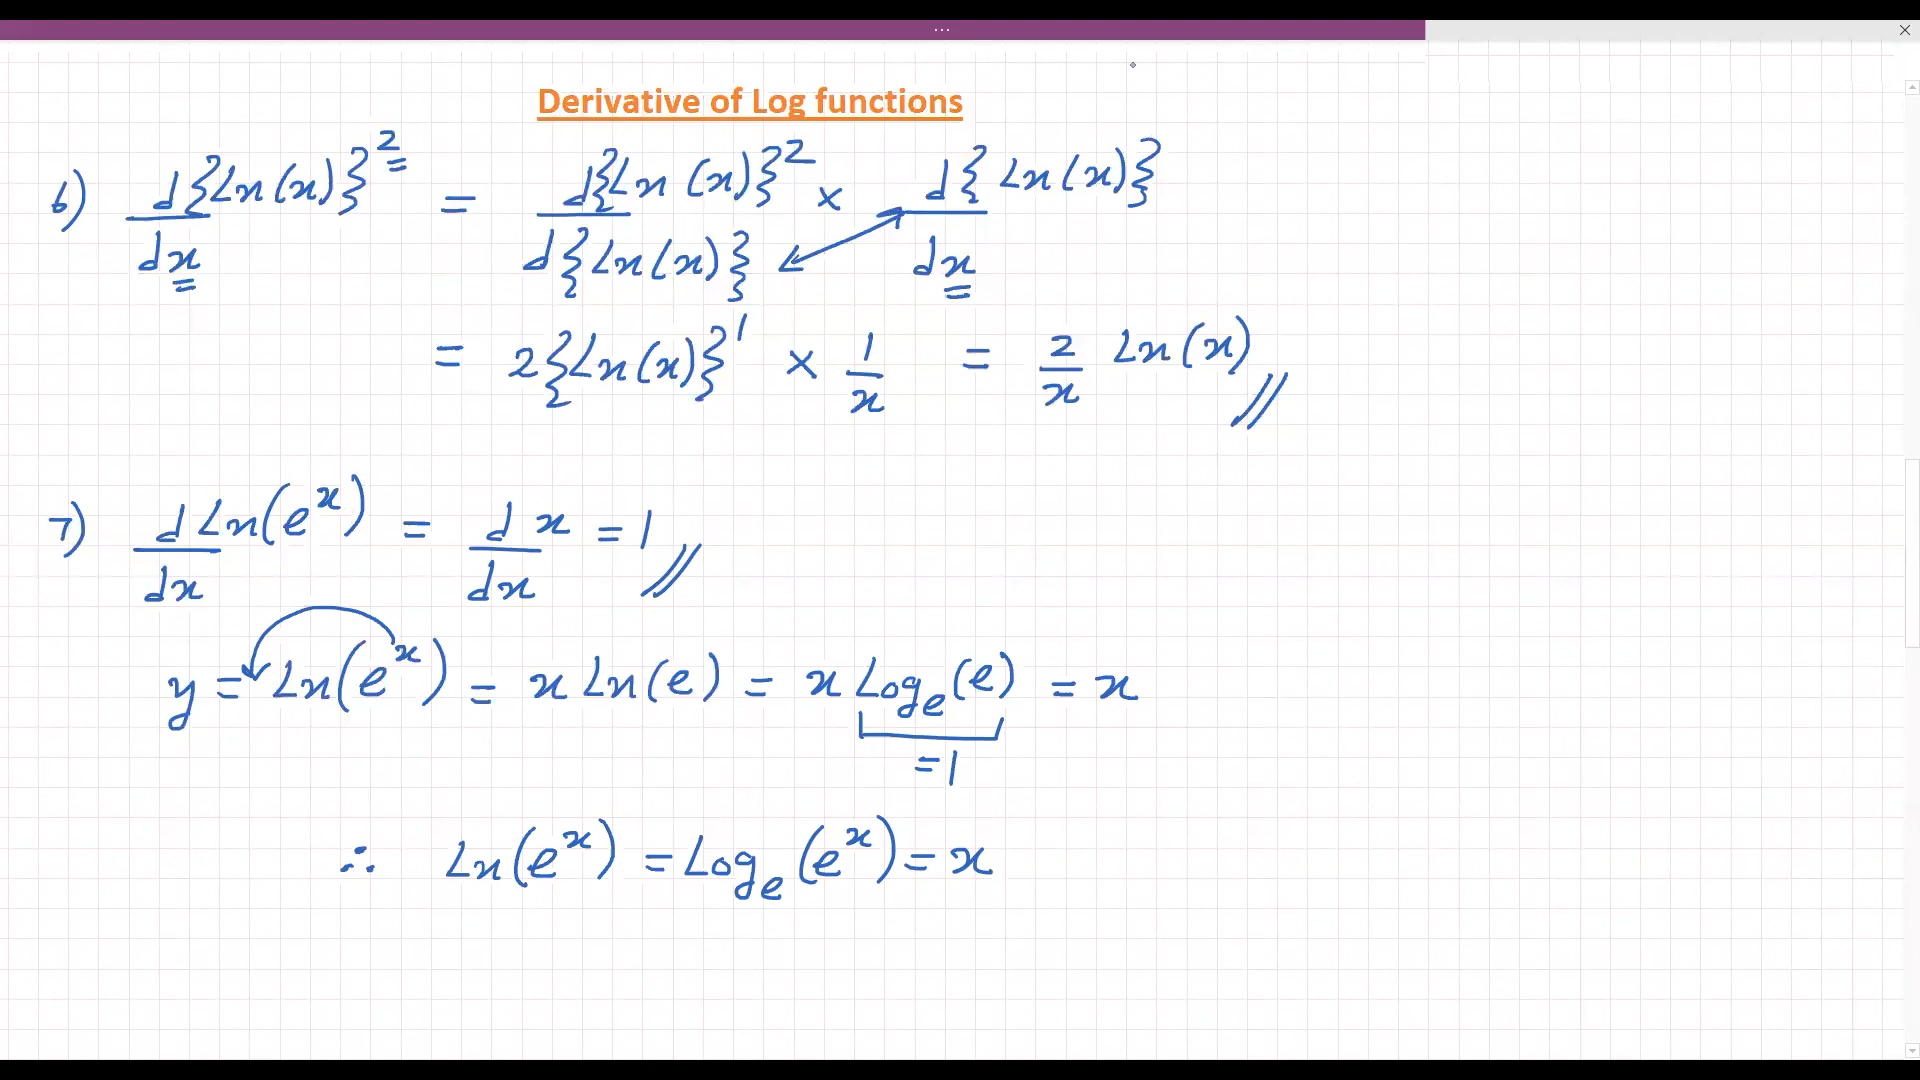 Derivative of Log functions
6) d{Ln(x)}²/dx = d{Ln(x)}²/d{Ln(x)} × d{Ln(x)}/dx
= 2{Ln(x)}¹ × 1/x = 2/x Ln(x)//
7) d Ln(eˣ)/dx = d x/dx = 1//
y = Ln(eˣ) = x Ln(e) = x Logₑ(e) = x
= 1
∴ Ln(eˣ) = Logₑ(eˣ) = x